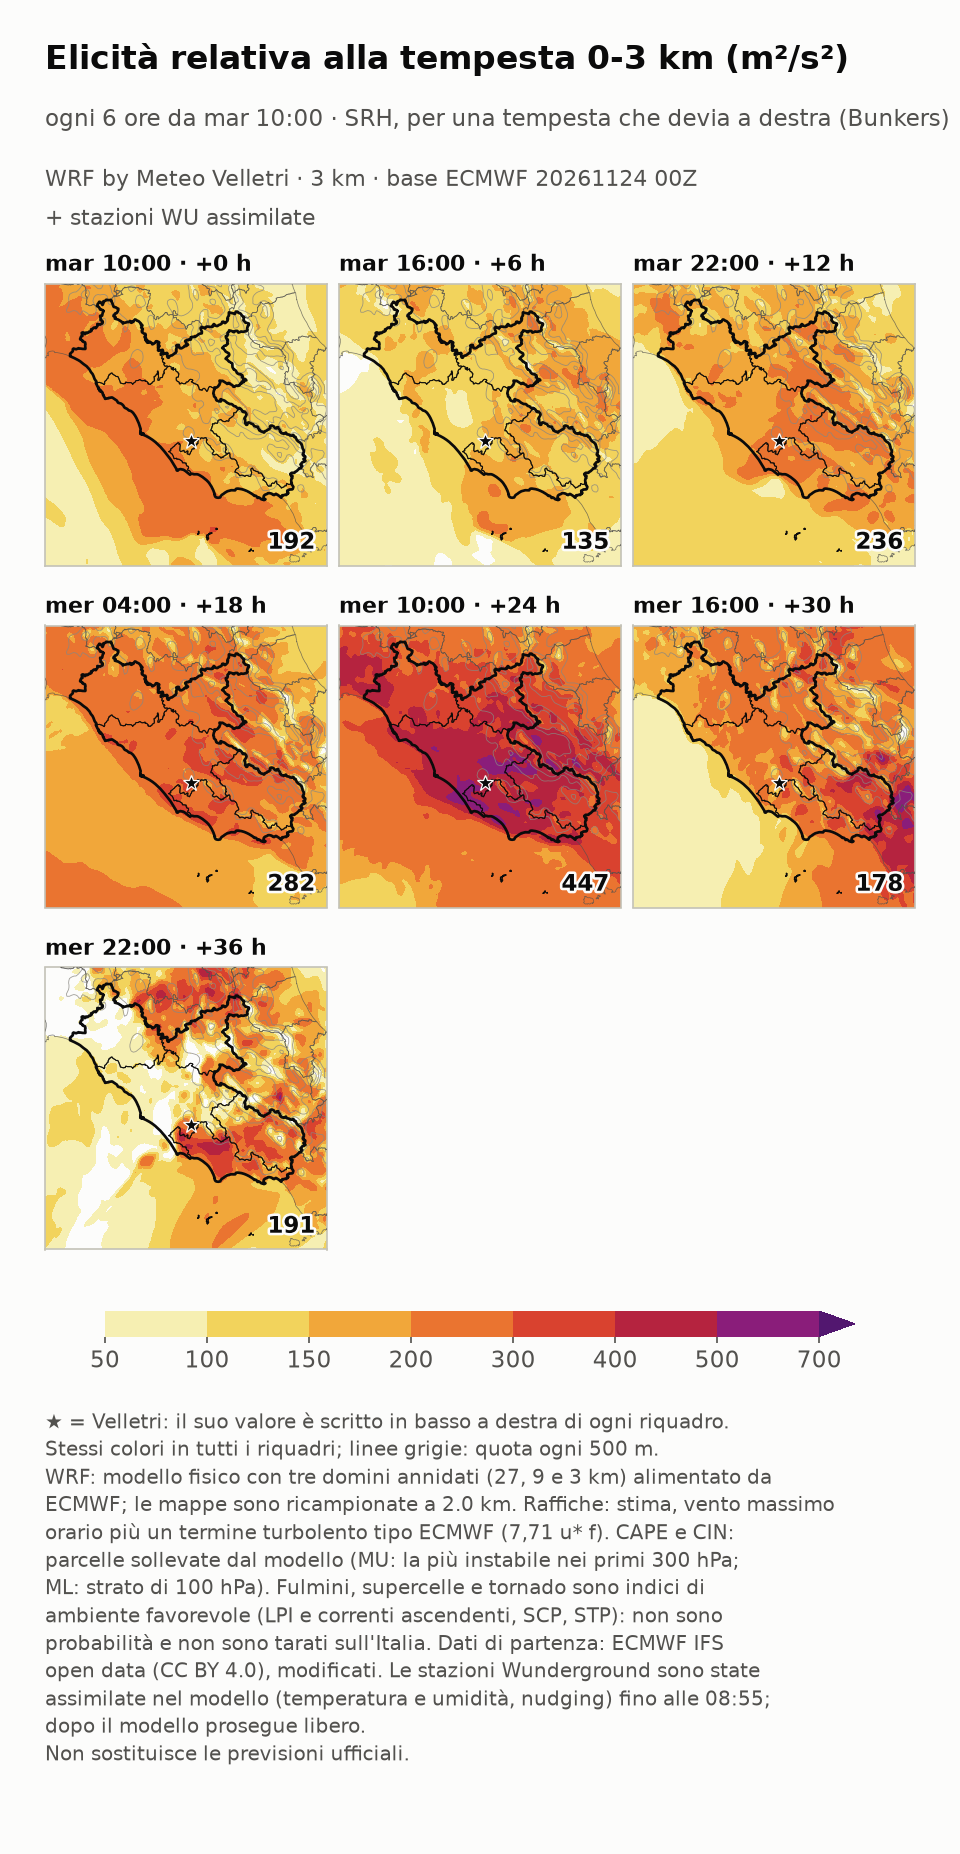 Elicità relativa alla tempesta 0-3 km (m²/s²)
ogni 6 ore da mar 10:00 · SRH, per una tempesta che devia a destra (Bunkers)
WRF by Meteo Velletri · 3 km · base ECMWF 20261124 00Z
+ stazioni WU assimilate
mar 10:00 · +0 h
mar 16:00 · +6 h
mar 22:00 · +12 h
192
135
236
mer 04:00 · +18 h
mer 10:00 · +24 h
mer 16:00 · +30 h
282
447
178
mer 22:00 · +36 h
191
50 100 150 200 300 400 500 700
★ = Velletri: il suo valore è scritto in basso a destra di ogni riquadro.
Stessi colori in tutti i riquadri; linee grigie: quota ogni 500 m.
WRF: modello fisico con tre domini annidati (27, 9 e 3 km) alimentato da
ECMWF; le mappe sono ricampionate a 2.0 km. Raffiche: stima, vento massimo
orario più un termine turbolento tipo ECMWF (7,71 u* f). CAPE e CIN:
parcelle sollevate dal modello (MU: la più instabile nei primi 300 hPa;
ML: strato di 100 hPa). Fulmini, supercelle e tornado sono indici di
ambiente favorevole (LPI e correnti ascendenti, SCP, STP): non sono
probabilità e non sono tarati sull'Italia. Dati di partenza: ECMWF IFS
open data (CC BY 4.0), modificati. Le stazioni Wunderground sono state
assimilate nel modello (temperatura e umidità, nudging) fino alle 08:55;
dopo il modello prosegue libero.
Non sostituisce le previsioni ufficiali.